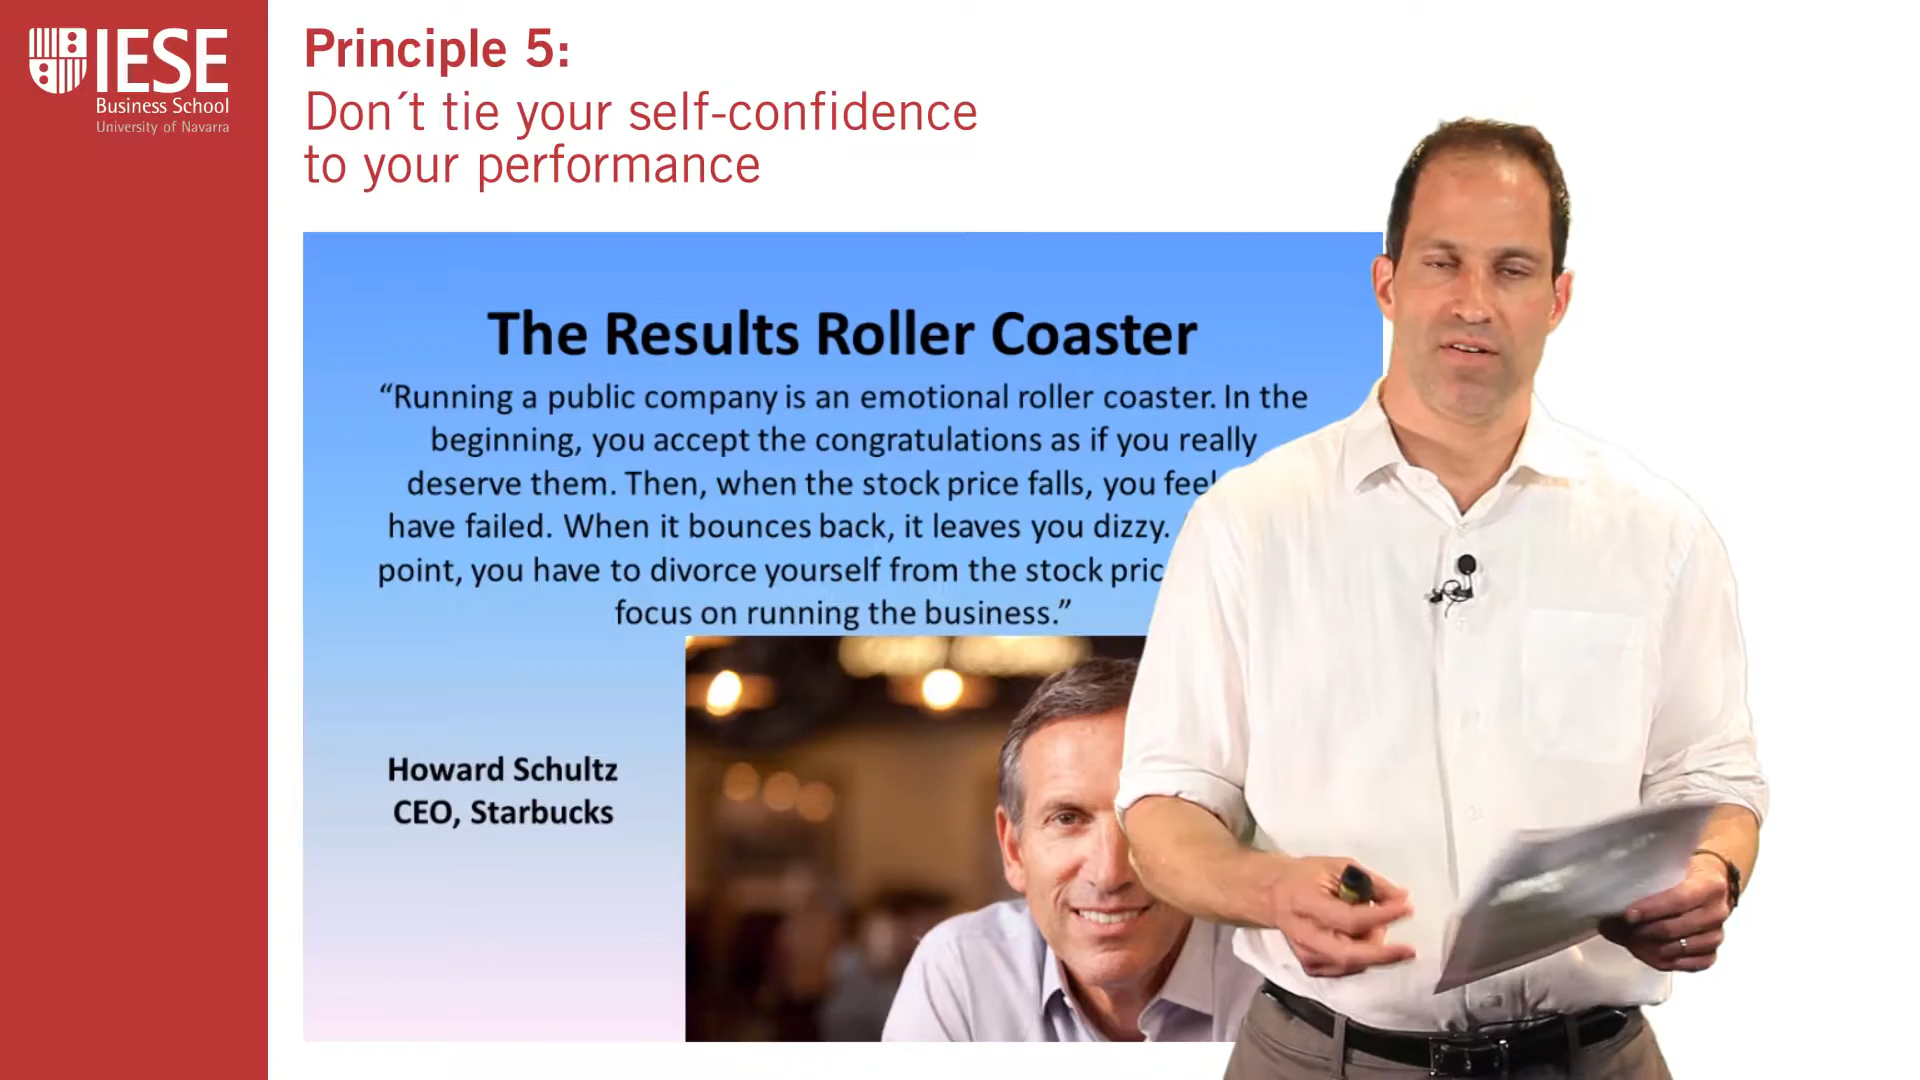 IESE
Business School
University of Navarra
Principle 5:
Don´t tie your self-confidence
to your performance
The Results Roller Coaster
“Running a public company is an emotional roller coaster. In the
beginning, you accept the congratulations as if you really
deserve them. Then, when the stock price falls, you feel
have failed. When it bounces back, it leaves you dizzy.
point, you have to divorce yourself from the stock
focus on running the business.”
Howard Schultz
CEO, Starbucks